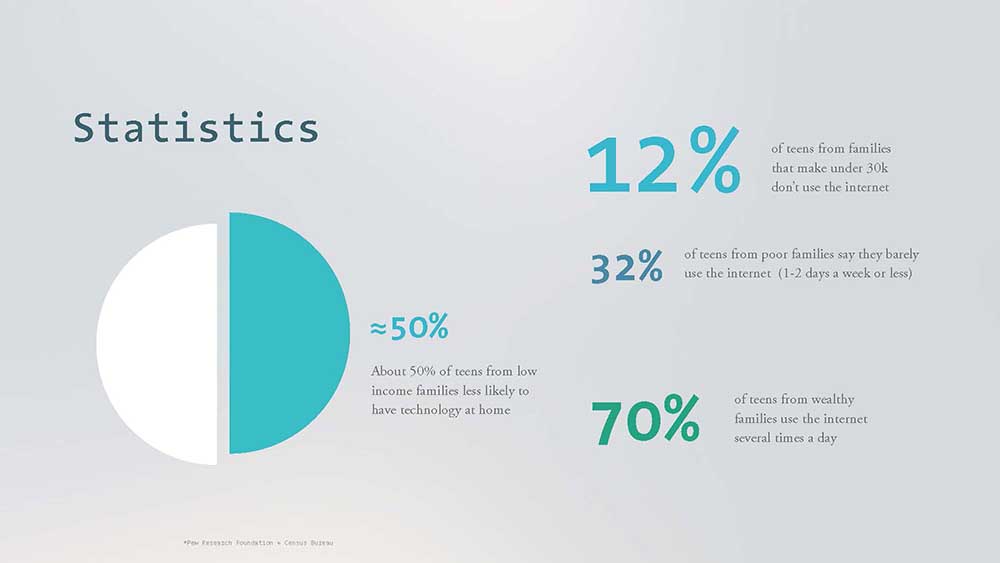 Statistics
≈50%
About 50% of teens from low
income families less likely to
have technology at home
12%
of teens from families
that make under 30k
don't use the internet
32%
of teens from poor families say they barely
use the internet (1-2 days a week or less)
70%
of teens from wealthy
families use the internet
several times a day
*Pew Research Foundation + Census Bureau